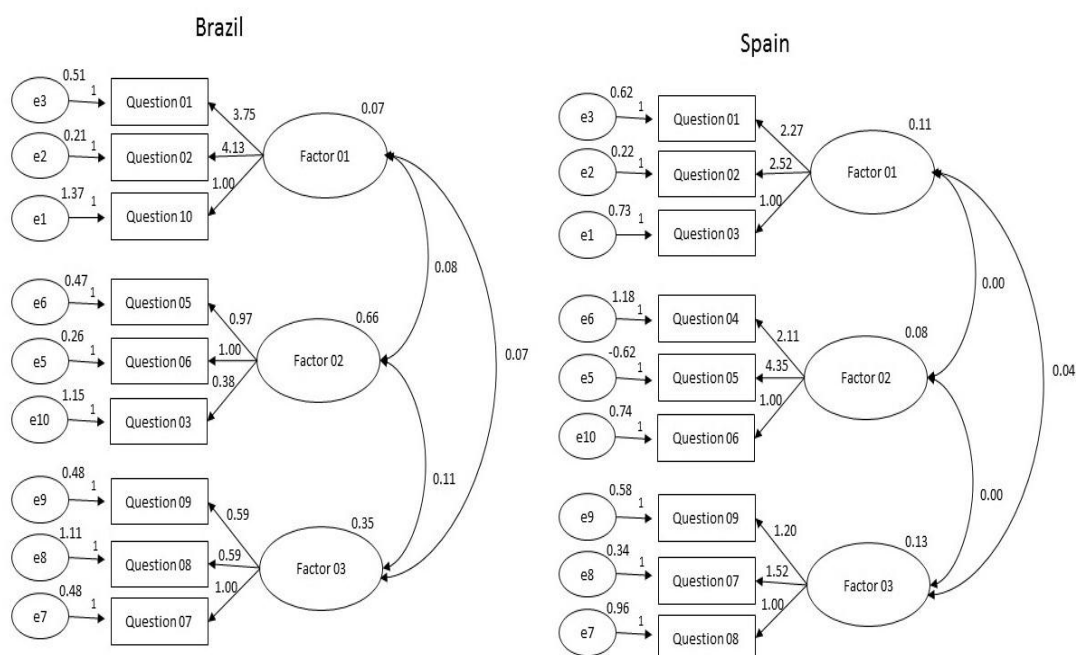 Brazil
0.51
e3
1
Question 01
3.75
0.21
e2
1
Question 02
4.13
1.37
e1
1
Question 10
1.00
Factor 01
0.07
0.08
0.47
e6
1
Question 05
0.97
0.26
e5
1
Question 06
1.00
1.15
e10
1
Question 03
0.38
Factor 02
0.66
0.07
0.11
0.48
e9
1
Question 09
0.59
1.11
e8
1
Question 08
0.59
0.48
e7
1
Question 07
1.00
Factor 03
0.35
Spain
0.62
e3
1
Question 01
2.27
0.22
e2
1
Question 02
2.52
0.73
e1
1
Question 03
1.00
Factor 01
0.11
0.00
1.18
e6
1
Question 04
2.11
-0.62
e5
1
Question 05
4.35
0.74
e10
1
Question 06
1.00
Factor 02
0.08
0.04
0.00
0.58
e9
1
Question 09
1.20
0.34
e8
1
Question 07
1.52
0.96
e7
1
Question 08
1.00
Factor 03
0.13